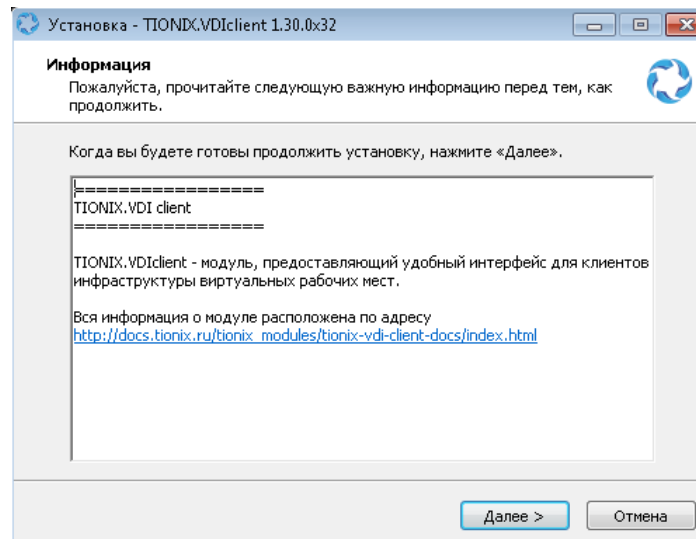 Установка - TIONIX.VDIclient 1.30.0x32
Информация
Пожалуйста, прочитайте следующую важную информацию перед тем, как
продолжить.
Когда вы будете готовы продолжить установку, нажмите «Далее».
=================
TIONIX.VDI client
=================
TIONIX.VDIclient - модуль, предоставляющий удобный интерфейс для клиентов
инфраструктуры виртуальных рабочих мест.
Вся информация о модуле расположена по адресу
http://docs.tionix.ru/tionix_modules/tionix-vdi-client-docs/index.html
Далее >
Отмена